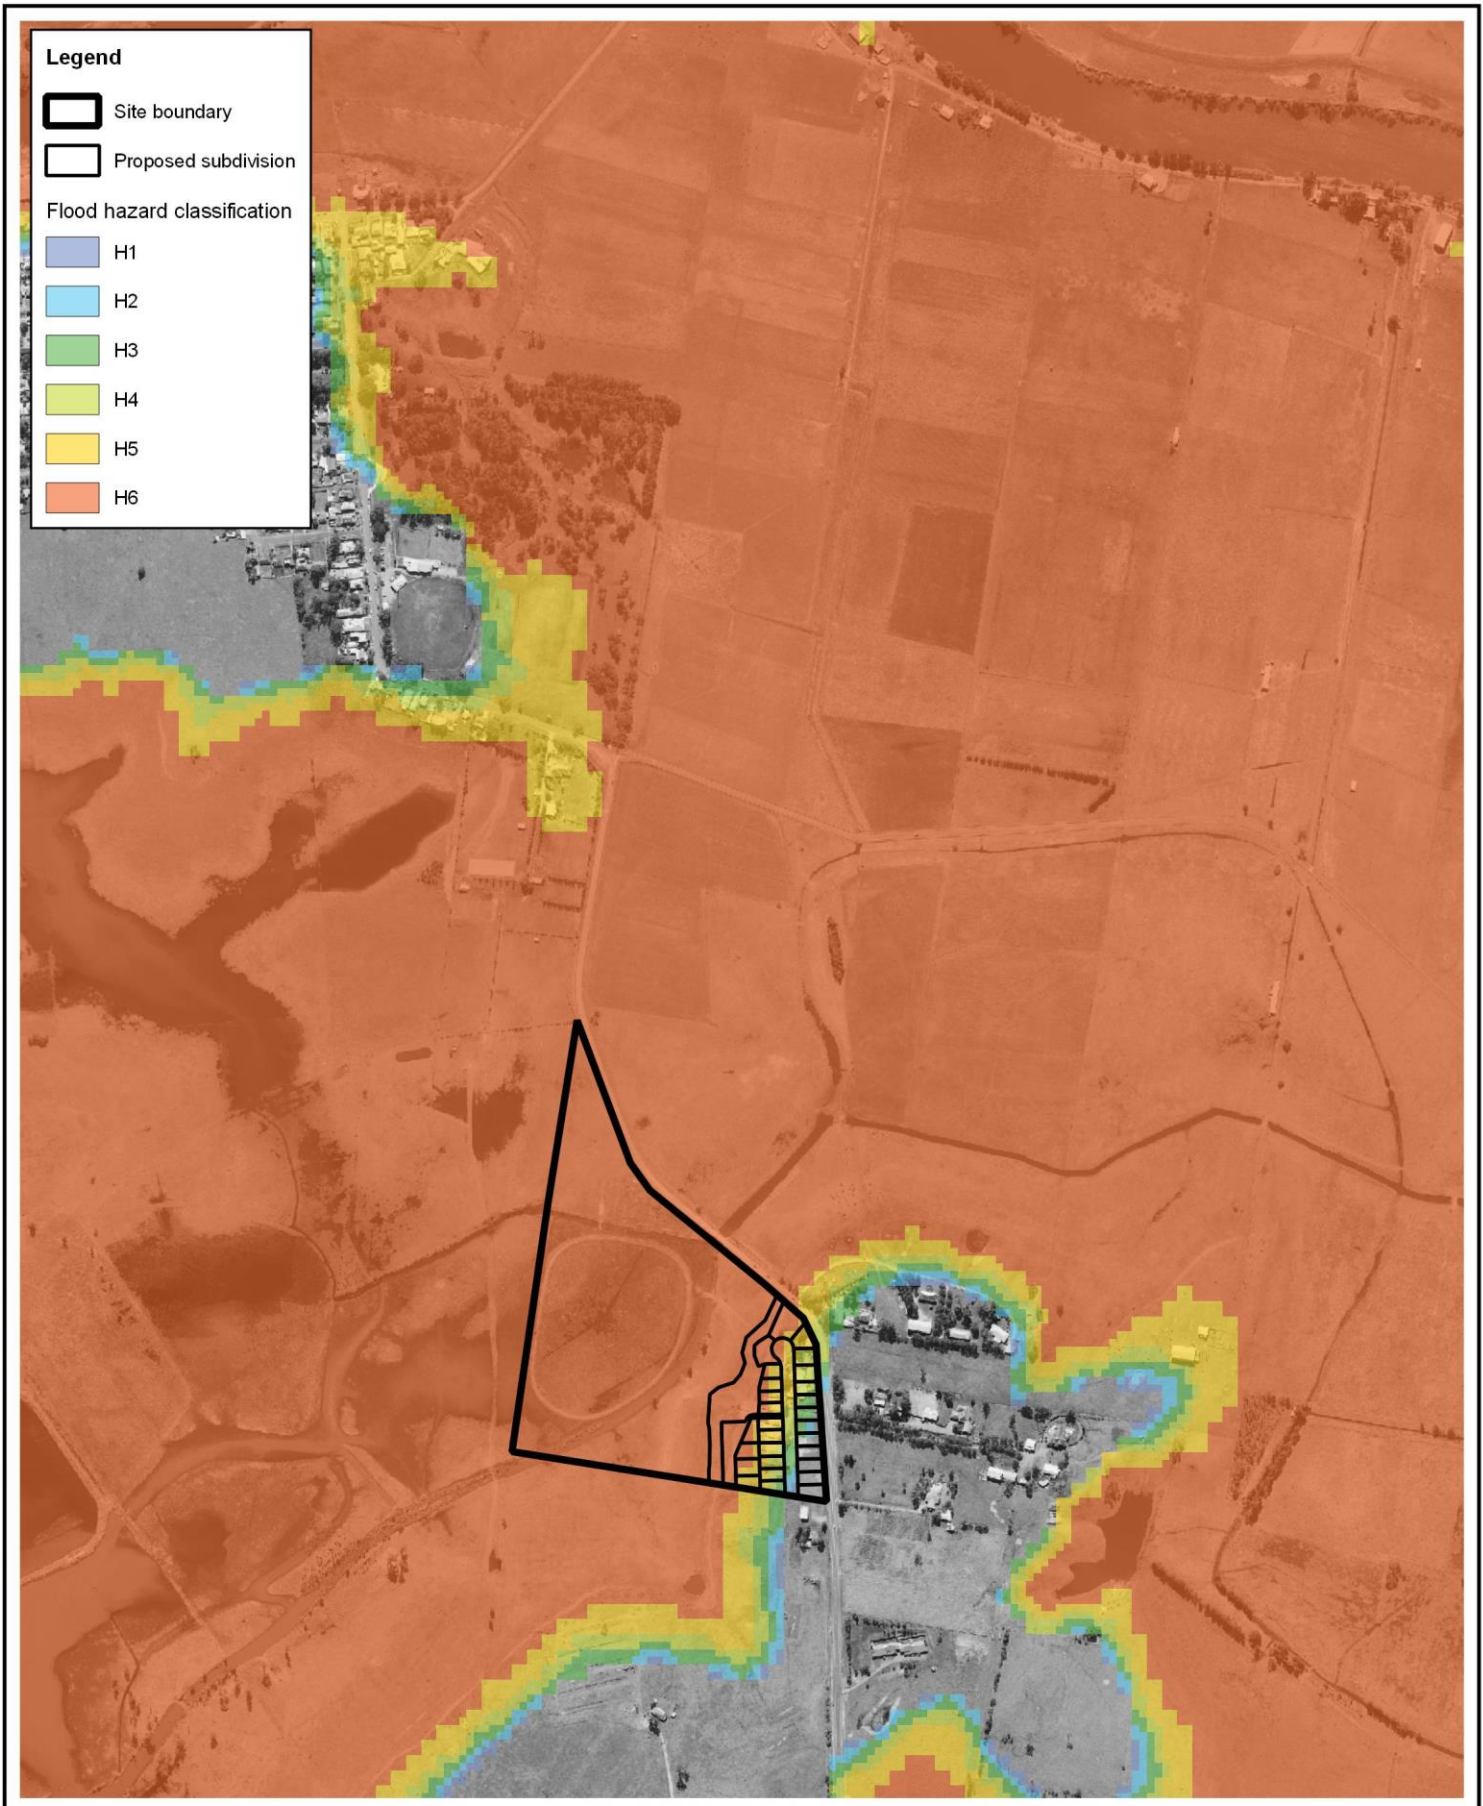 Legend
Site boundary
Proposed subdivision
Flood hazard classification
H1
H2
H3
H4
H5
H6